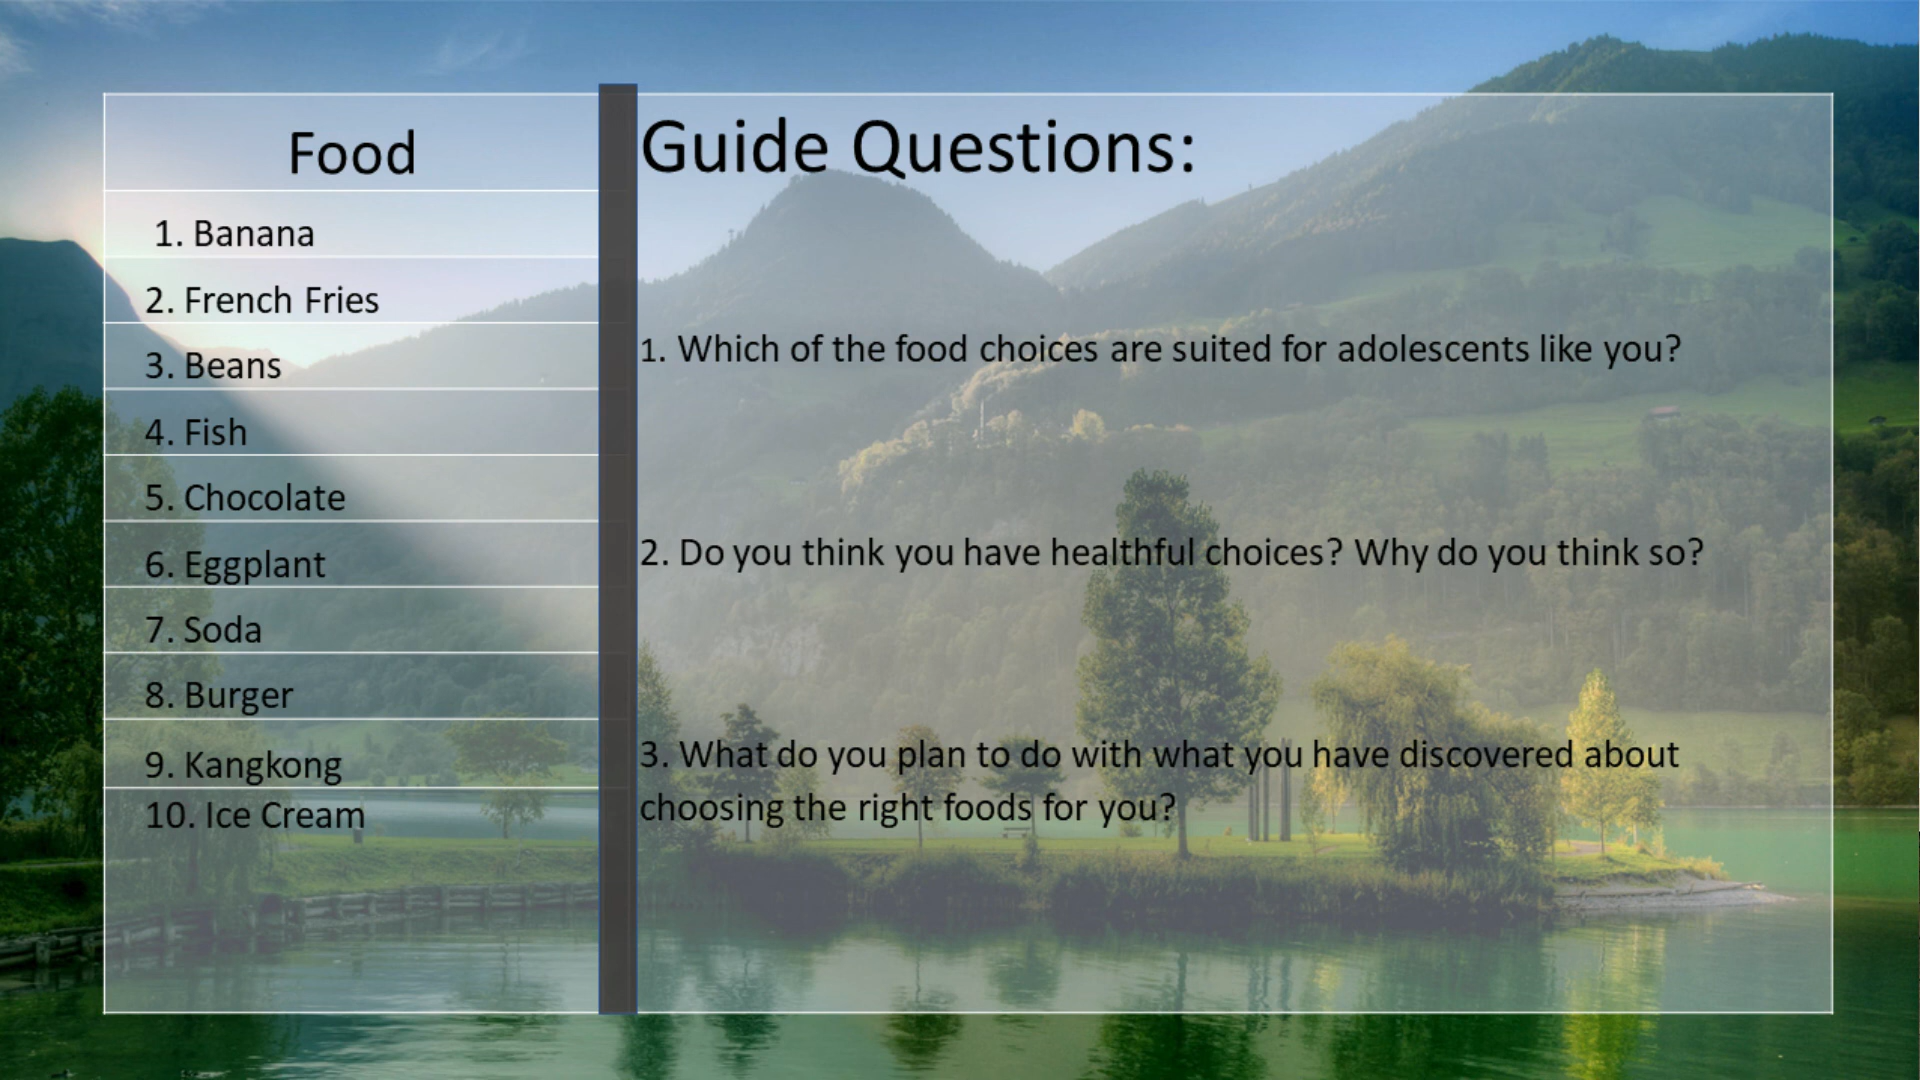 Food
1. Banana
2. French Fries
3. Beans
4. Fish
5. Chocolate
6. Eggplant
7. Soda
8. Burger
9. Kangkong
10. Ice Cream
Guide Questions:
1. Which of the food choices are suited for adolescents like you?
2. Do you think you have healthful choices? Why do you think so?
3. What do you plan to do with what you have discovered about
choosing the right foods for you?